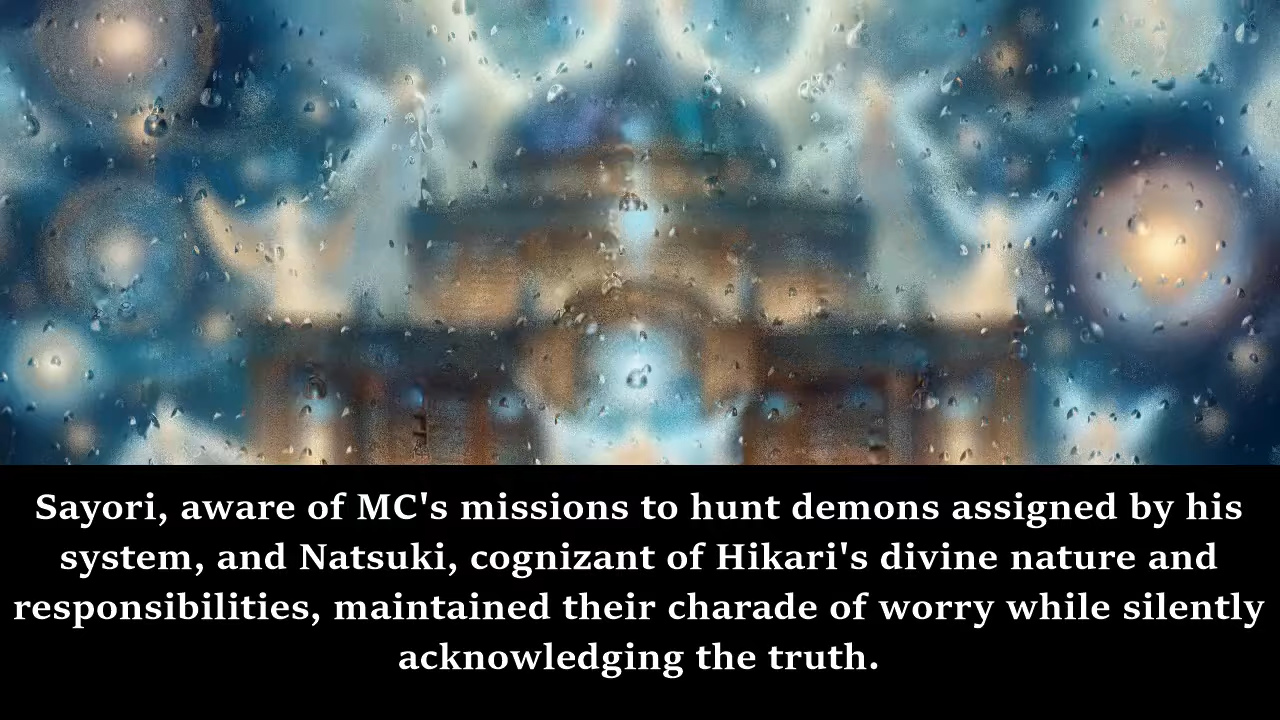 Sayori, aware of MC's missions to hunt demons assigned by his
system, and Natsuki, cognizant of Hikari's divine nature and
responsibilities, maintained their charade of worry while silently
acknowledging the truth.